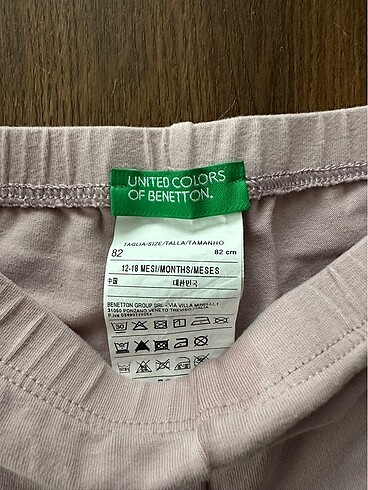 UNITED COLORS
OF BENETTON.
TAGLIA/SIZE/TALLA/TAMANHO
82 82 cm
12-18 MESI/MONTHS/MESES
中国 대한민국
BENETTON GROUP SRL - VIA VILLA MINELLI, 1
31050 PONZANO VENETO TREVISO ITALIA
P.iva